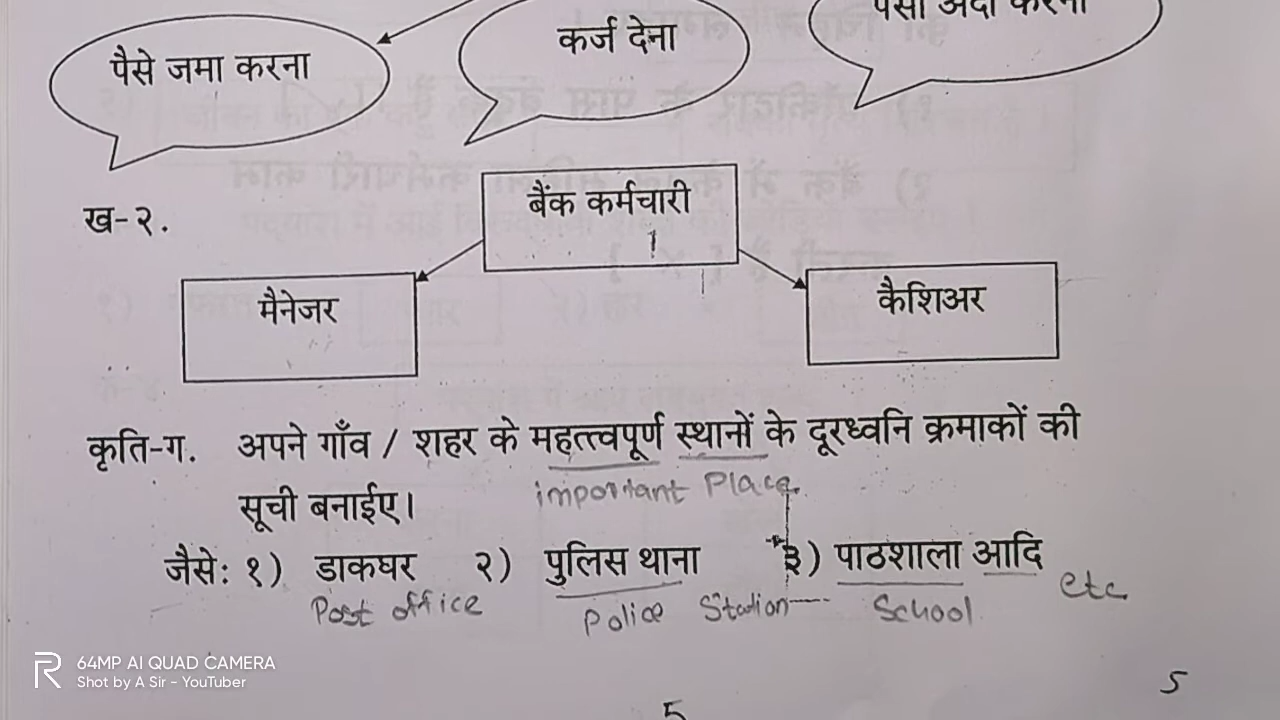 पैसे जमा करना
कर्ज देना
पैसा अदा करना
बैंक कर्मचारी
ख-२.
मैनेजर
कैशिअर
कृति-ग. अपने गाँव / शहर के महत्त्वपूर्ण स्थानों के दूरध्वनि क्रमाकों की
important Place
सूची बनाईए।
जैसेः १) डाकघर २) पुलिस थाना ३) पाठशाला आदि
Post office Police Station School etc
64MP AI QUAD CAMERA
Shot by A Sir - YouTuber
5
5